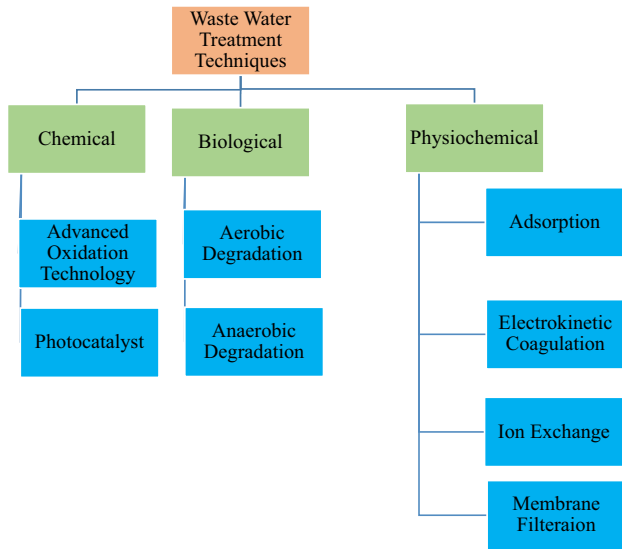 Waste Water
Treatment
Techniques
Chemical
Biological
Physiochemical
Advanced
Oxidation
Technology
Photocatalyst
Aerobic
Degradation
Anaerobic
Degradation
Adsorption
Electrokinetic
Coagulation
Ion Exchange
Membrane
Filteraion